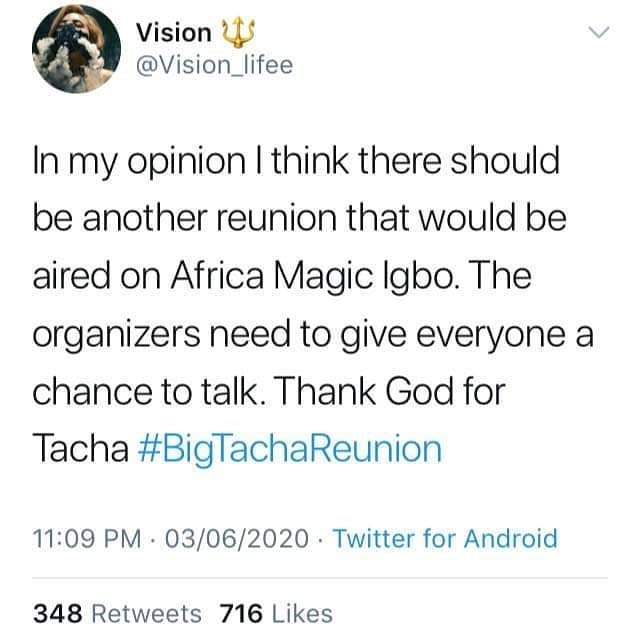 Vision 🔱
@Vision_lifee
In my opinion I think there should
be another reunion that would be
aired on Africa Magic Igbo. The
organizers need to give everyone a
chance to talk. Thank God for
Tacha #BigTachaReunion
11:09 PM · 03/06/2020 · Twitter for Android
348 Retweets 716 Likes